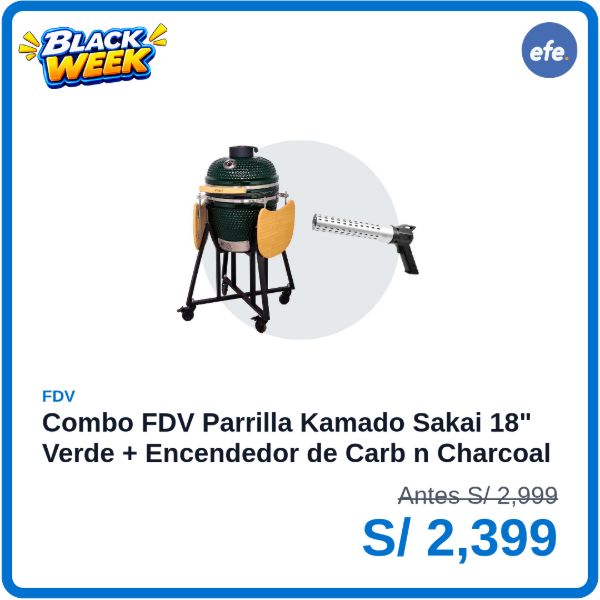 BLACK
WEEK
efe.
FDV
Combo FDV Parrilla Kamado Sakai 18"
Verde + Encendedor de Carb n Charcoal
Antes S/ 2,999
S/ 2,399